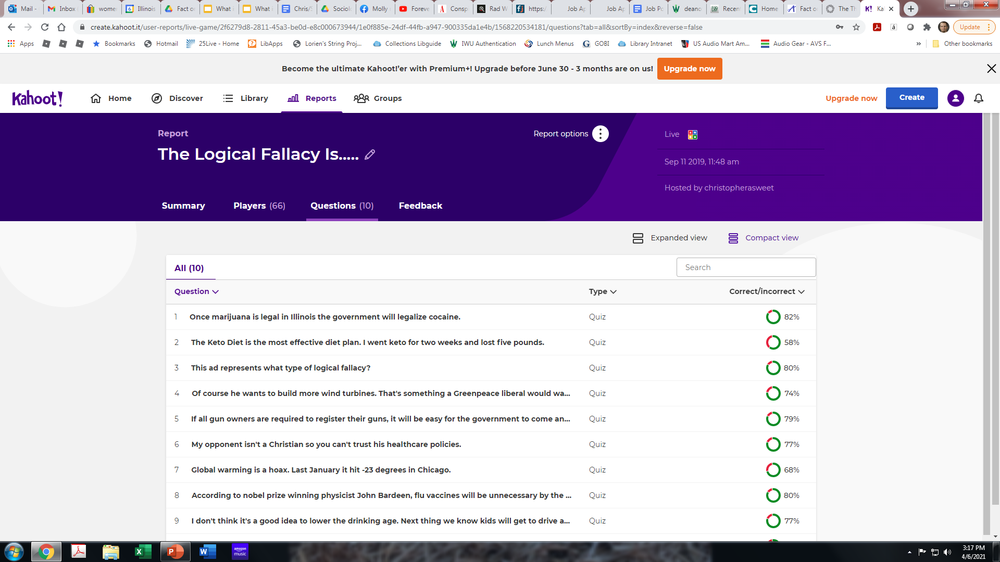 Mail -
Inbox
wome
Illinois
Fact or
What i
What i
Chris/S
Sociolo
Molly
Foreve
Consp
Rad W
https:/
Job Ap
Job Ap
Job Po
deano
Recent
Home
Fact o
The Th
Kal
create.kahoot.it/user-reports/live-game/2f6279d8-2811-45a3-be0d-e8c000673944/1e0f885e-24df-44fb-a947-900335da1e4b/1568220534181/questions?tab=all&sortBy=index&reverse=false
Update
Apps
Bookmarks
Hotmail
25Live - Home
LibApps
Lorien's String Proj...
Collections Libguide
IWU Authentication
Lunch Menus
GOBI
Library Intranet
US Audio Mart Am...
Audio Gear - AVS F...
»
Other bookmarks
Become the ultimate Kahoot!'er with Premium+! Upgrade before June 30 - 3 months are on us!
Upgrade now
Kahoot!
Home
Discover
Library
Reports
Groups
Upgrade now
Create
Report
Report options
The Logical Fallacy Is.....
Live
Sep 11 2019, 11:48 am
Hosted by christopherasweet
Summary
Players (66)
Questions (10)
Feedback
Expanded view
Compact view
All (10)
Search
Question
Type
Correct/incorrect
1 Once marijuana is legal in Illinois the government will legalize cocaine. Quiz 82%
2 The Keto Diet is the most effective diet plan. I went keto for two weeks and lost five pounds. Quiz 58%
3 This ad represents what type of logical fallacy? Quiz 80%
4 Of course he wants to build more wind turbines. That's something a Greenpeace liberal would wa... Quiz 74%
5 If all gun owners are required to register their guns, it will be easy for the government to come an... Quiz 79%
6 My opponent isn't a Christian so you can't trust his healthcare policies. Quiz 77%
7 Global warming is a hoax. Last January it hit -23 degrees in Chicago. Quiz 68%
8 According to nobel prize winning physicist John Bardeen, flu vaccines will be unnecessary by the ... Quiz 80%
9 I don't think it's a good idea to lower the drinking age. Next thing we know kids will get to drive a... Quiz 77%
amazon
music
3:17 PM
4/6/2021